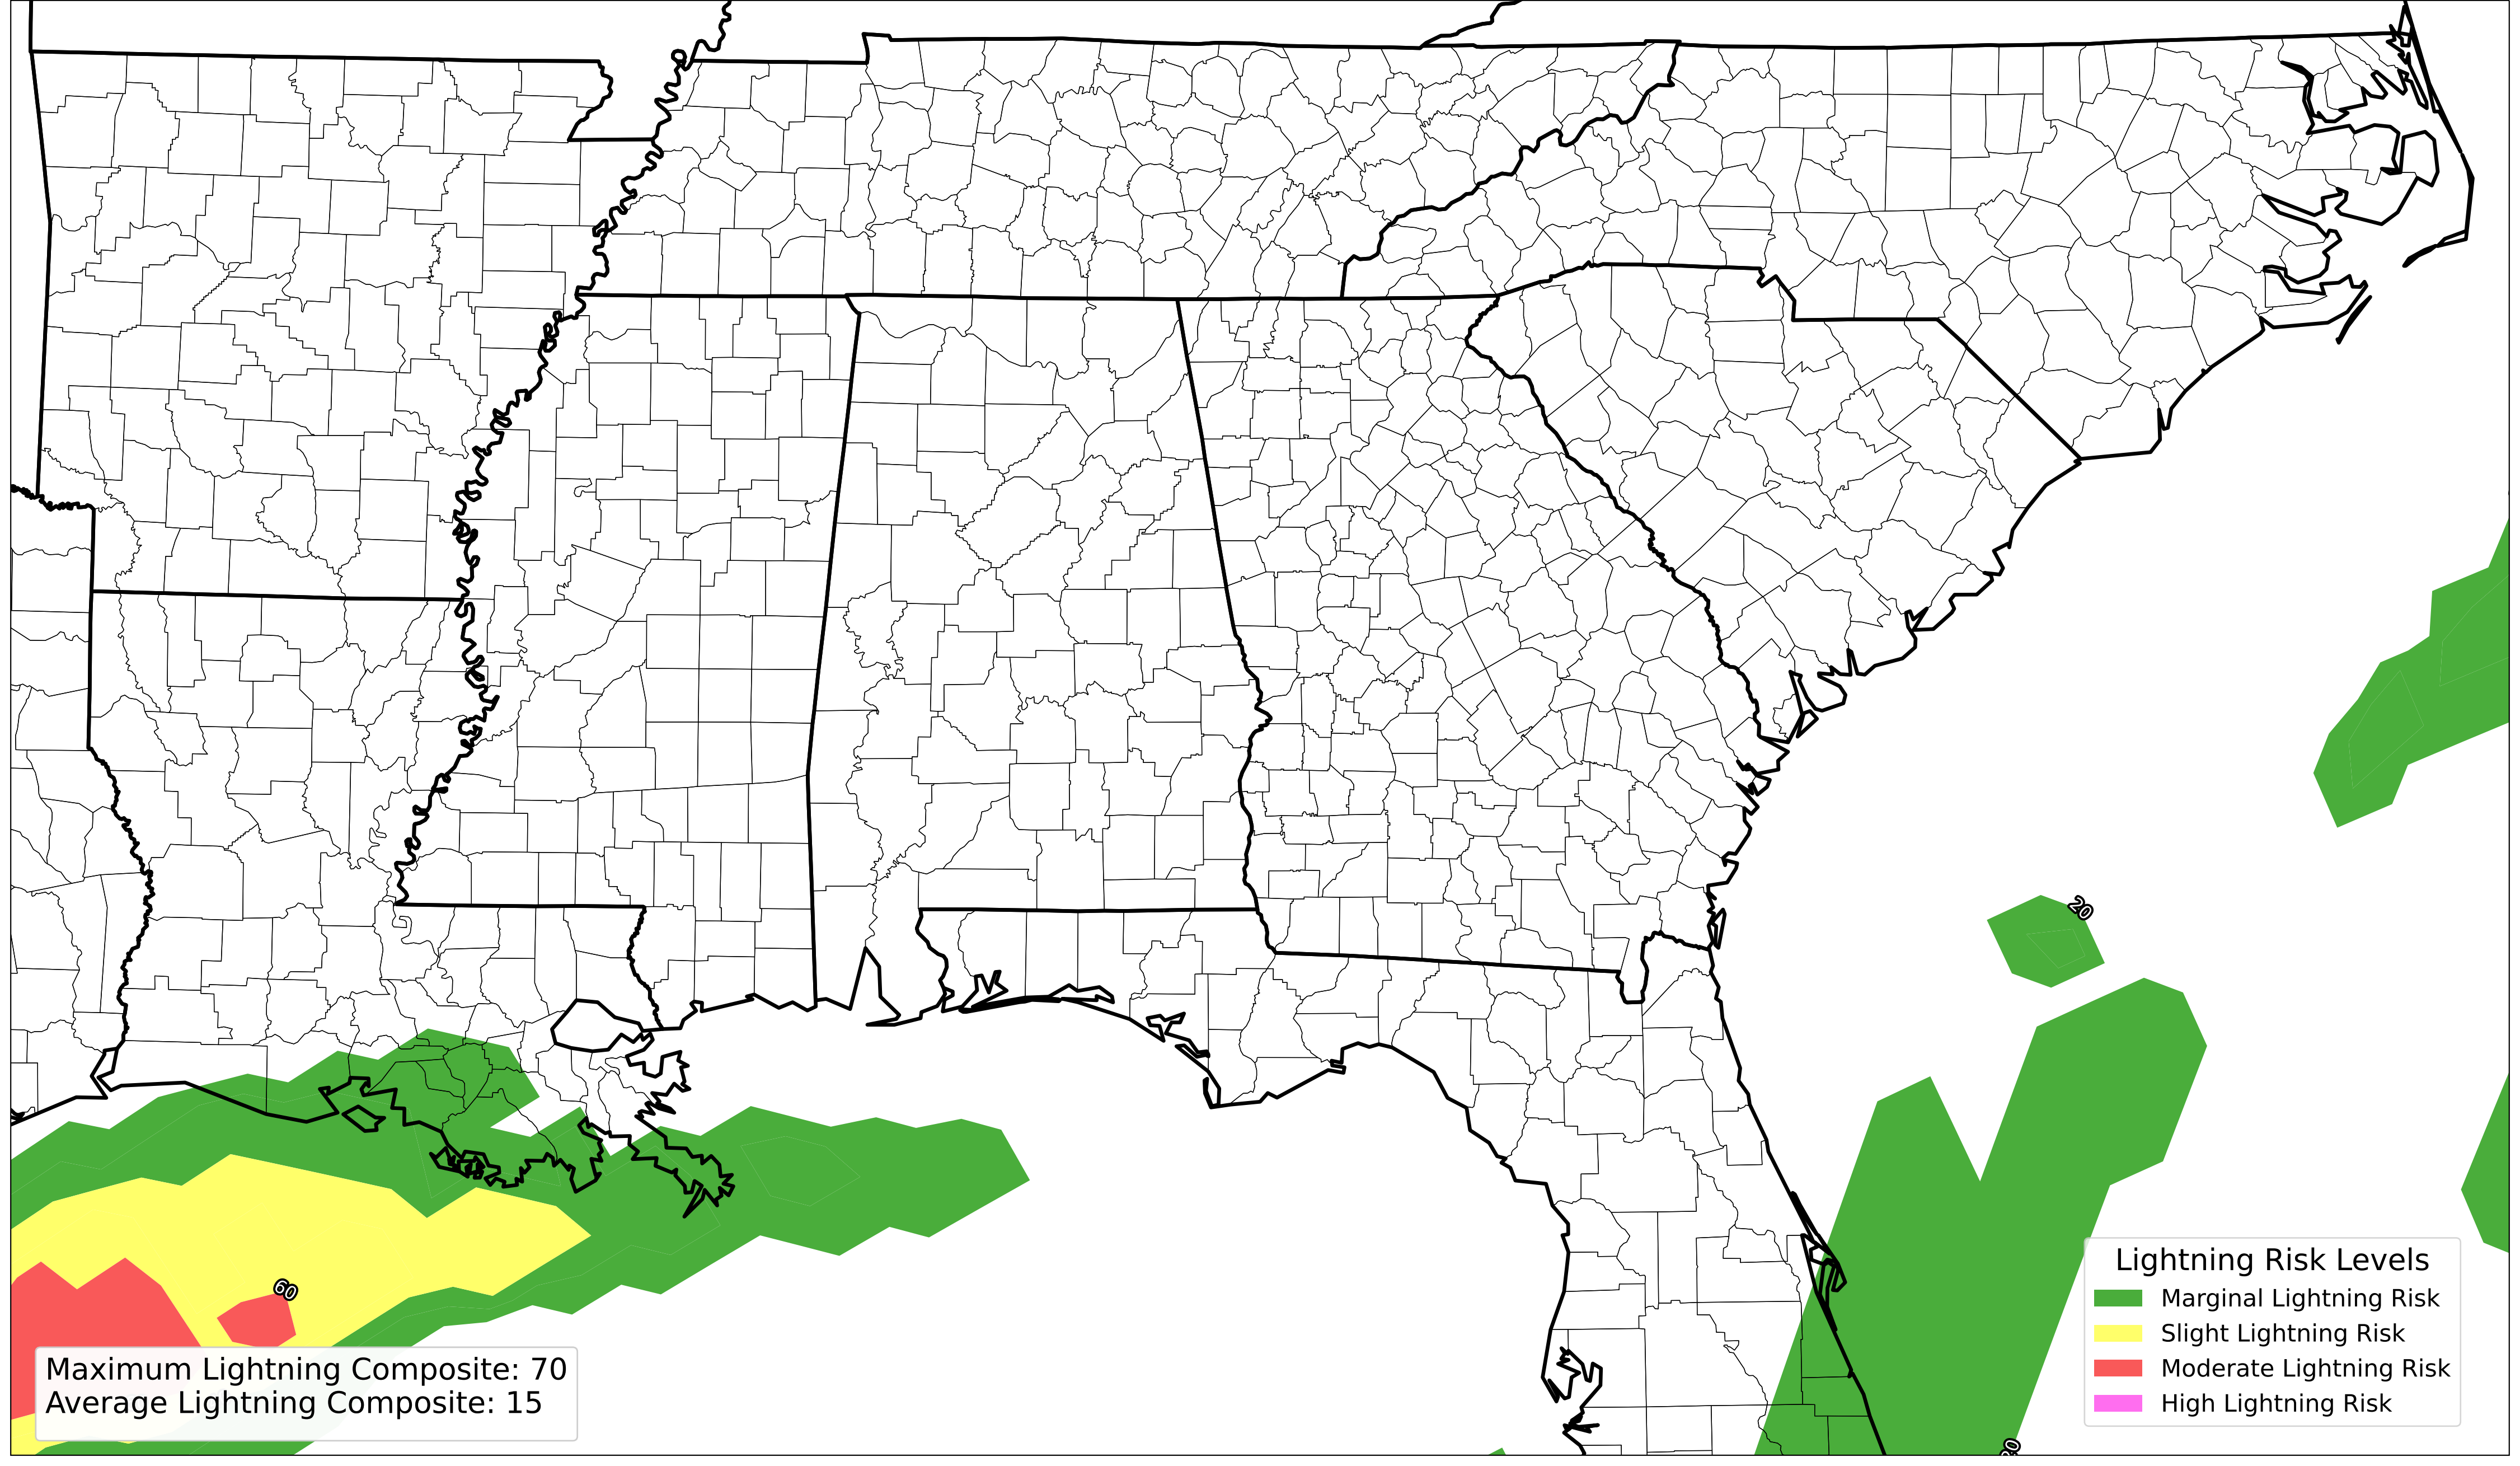 20
60
Maximum Lightning Composite: 70
Average Lightning Composite: 15
Lightning Risk Levels
Marginal Lightning Risk
Slight Lightning Risk
Moderate Lightning Risk
High Lightning Risk